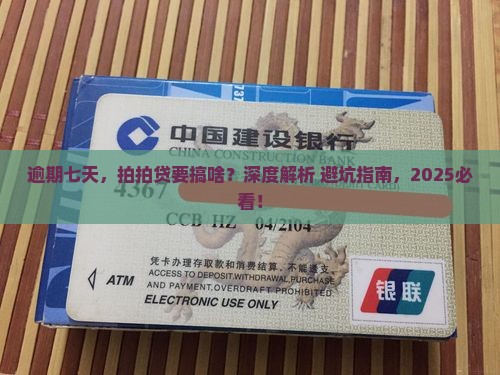 中国建设银行
CHINA CONSTRUCTION BANK
逾期七天，拍拍贷要搞啥？深度解析 避坑指南，2025必
看！
4367
CCB HZ 04/2104
凭卡办理存取款和消费结算，不能透支。
ACCESS TO DEPOSIT.WITHDRAWAL.PURCHASE
AND PAYMENT.OVERDRAFT PROHIBITED.
ATM
ELECTRONIC USE ONLY
银联